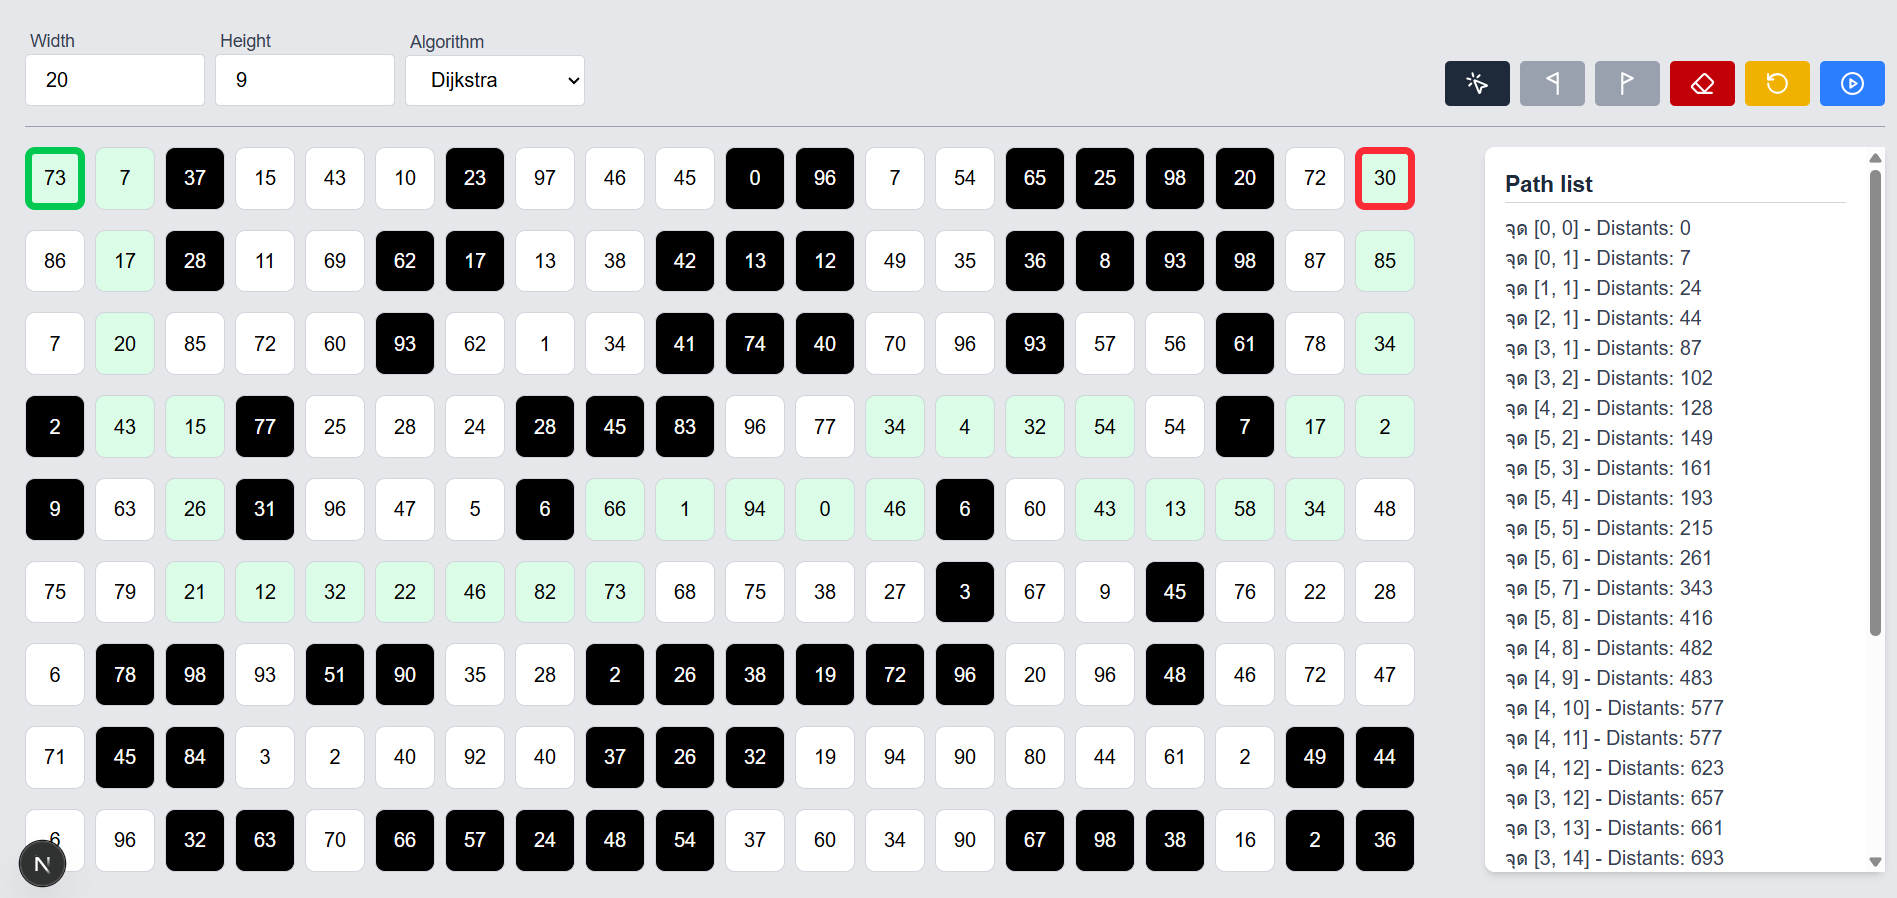 Width Height Algorithm
20 9 Dijkstra
73 7 37 15 43 10 23 97 46 45 0 96 7 54 65 25 98 20 72 30
86 17 28 11 69 62 17 13 38 42 13 12 49 35 36 8 93 98 87 85
7 20 85 72 60 93 62 1 34 41 74 40 70 96 93 57 56 61 78 34
2 43 15 77 25 28 24 28 45 83 96 77 34 4 32 54 54 7 17 2
9 63 26 31 96 47 5 6 66 1 94 0 46 6 60 43 13 58 34 48
75 79 21 12 32 22 46 82 73 68 75 38 27 3 67 9 45 76 22 28
6 78 98 93 51 90 35 28 2 26 38 19 72 96 20 96 48 46 72 47
71 45 84 3 2 40 92 40 37 26 32 19 94 90 80 44 61 2 49 44
96 32 63 70 66 57 24 48 54 37 60 34 90 67 98 38 16 2 36
N
Path list
จุด [0, 0] - Distants: 0
จุด [0, 1] - Distants: 7
จุด [1, 1] - Distants: 24
จุด [2, 1] - Distants: 44
จุด [3, 1] - Distants: 87
จุด [3, 2] - Distants: 102
จุด [4, 2] - Distants: 128
จุด [5, 2] - Distants: 149
จุด [5, 3] - Distants: 161
จุด [5, 4] - Distants: 193
จุด [5, 5] - Distants: 215
จุด [5, 6] - Distants: 261
จุด [5, 7] - Distants: 343
จุด [5, 8] - Distants: 416
จุด [4, 8] - Distants: 482
จุด [4, 9] - Distants: 483
จุด [4, 10] - Distants: 577
จุด [4, 11] - Distants: 577
จุด [4, 12] - Distants: 623
จุด [3, 12] - Distants: 657
จุด [3, 13] - Distants: 661
จุด [3, 14] - Distants: 693